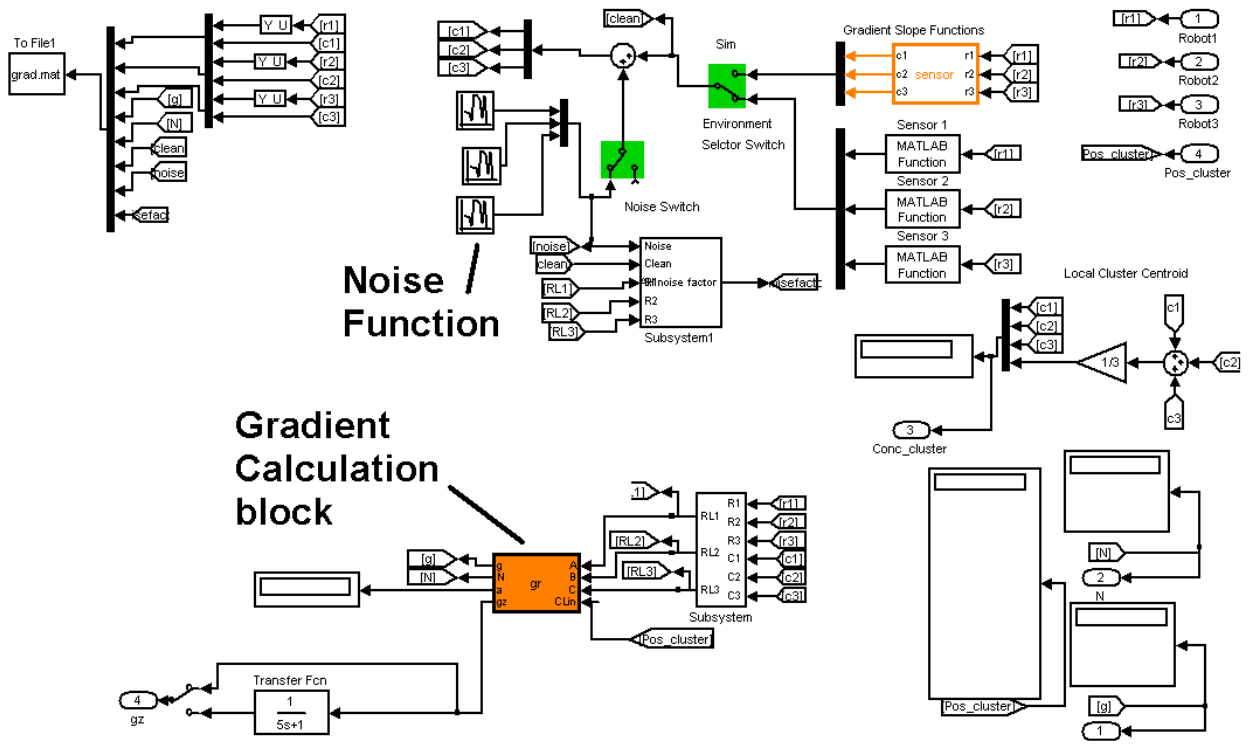 To File1
grad.mat
Y U
[r1]
[c1]
Y U
[r2]
[c2]
Y U
[r3]
[c3]
[g]
[N]
clean
[noise
sefact
[c1]
[c2]
[c3]
[clean]
Sim
Environment
Selctor Switch
Noise Switch
Gradient Slope Functions
c1
c2
c3
sensor
r1
r2
r3
[r1]
[r2]
[r3]
[r1]
1
Robot1
[r2]
2
Robot2
[r3]
3
Robot3
Pos_cluster]
4
Pos_cluster
Sensor 1
MATLAB
Function
[r1]
Sensor 2
MATLAB
Function
[r2]
Sensor 3
MATLAB
Function
[r3]
Noise
Function
[noise]
clean]
[RL1]
[RL2]
[RL3]
Noise
Clean
noise factor
R2
R3
Subsystem1
Local Cluster Centroid
[c1]
[c2]
[c3]
1/3
c1
[c2]
c3
3
Conc_cluster
Gradient
Calculation
block
[g]
[N]
g
N
a
gz
gr
A
B
C
CLin
[RL2]
[RL3]
RL1
RL2
RL3
R1
R2
R3
C1
C2
C3
[r1]
[r2]
[r3]
[c1]
[c2]
[c3]
Subsystem
[Pos_cluster]
4
gz
Transfer Fcn
1
5s+1
[Pos_cluster]
[N]
2
N
[g]
1